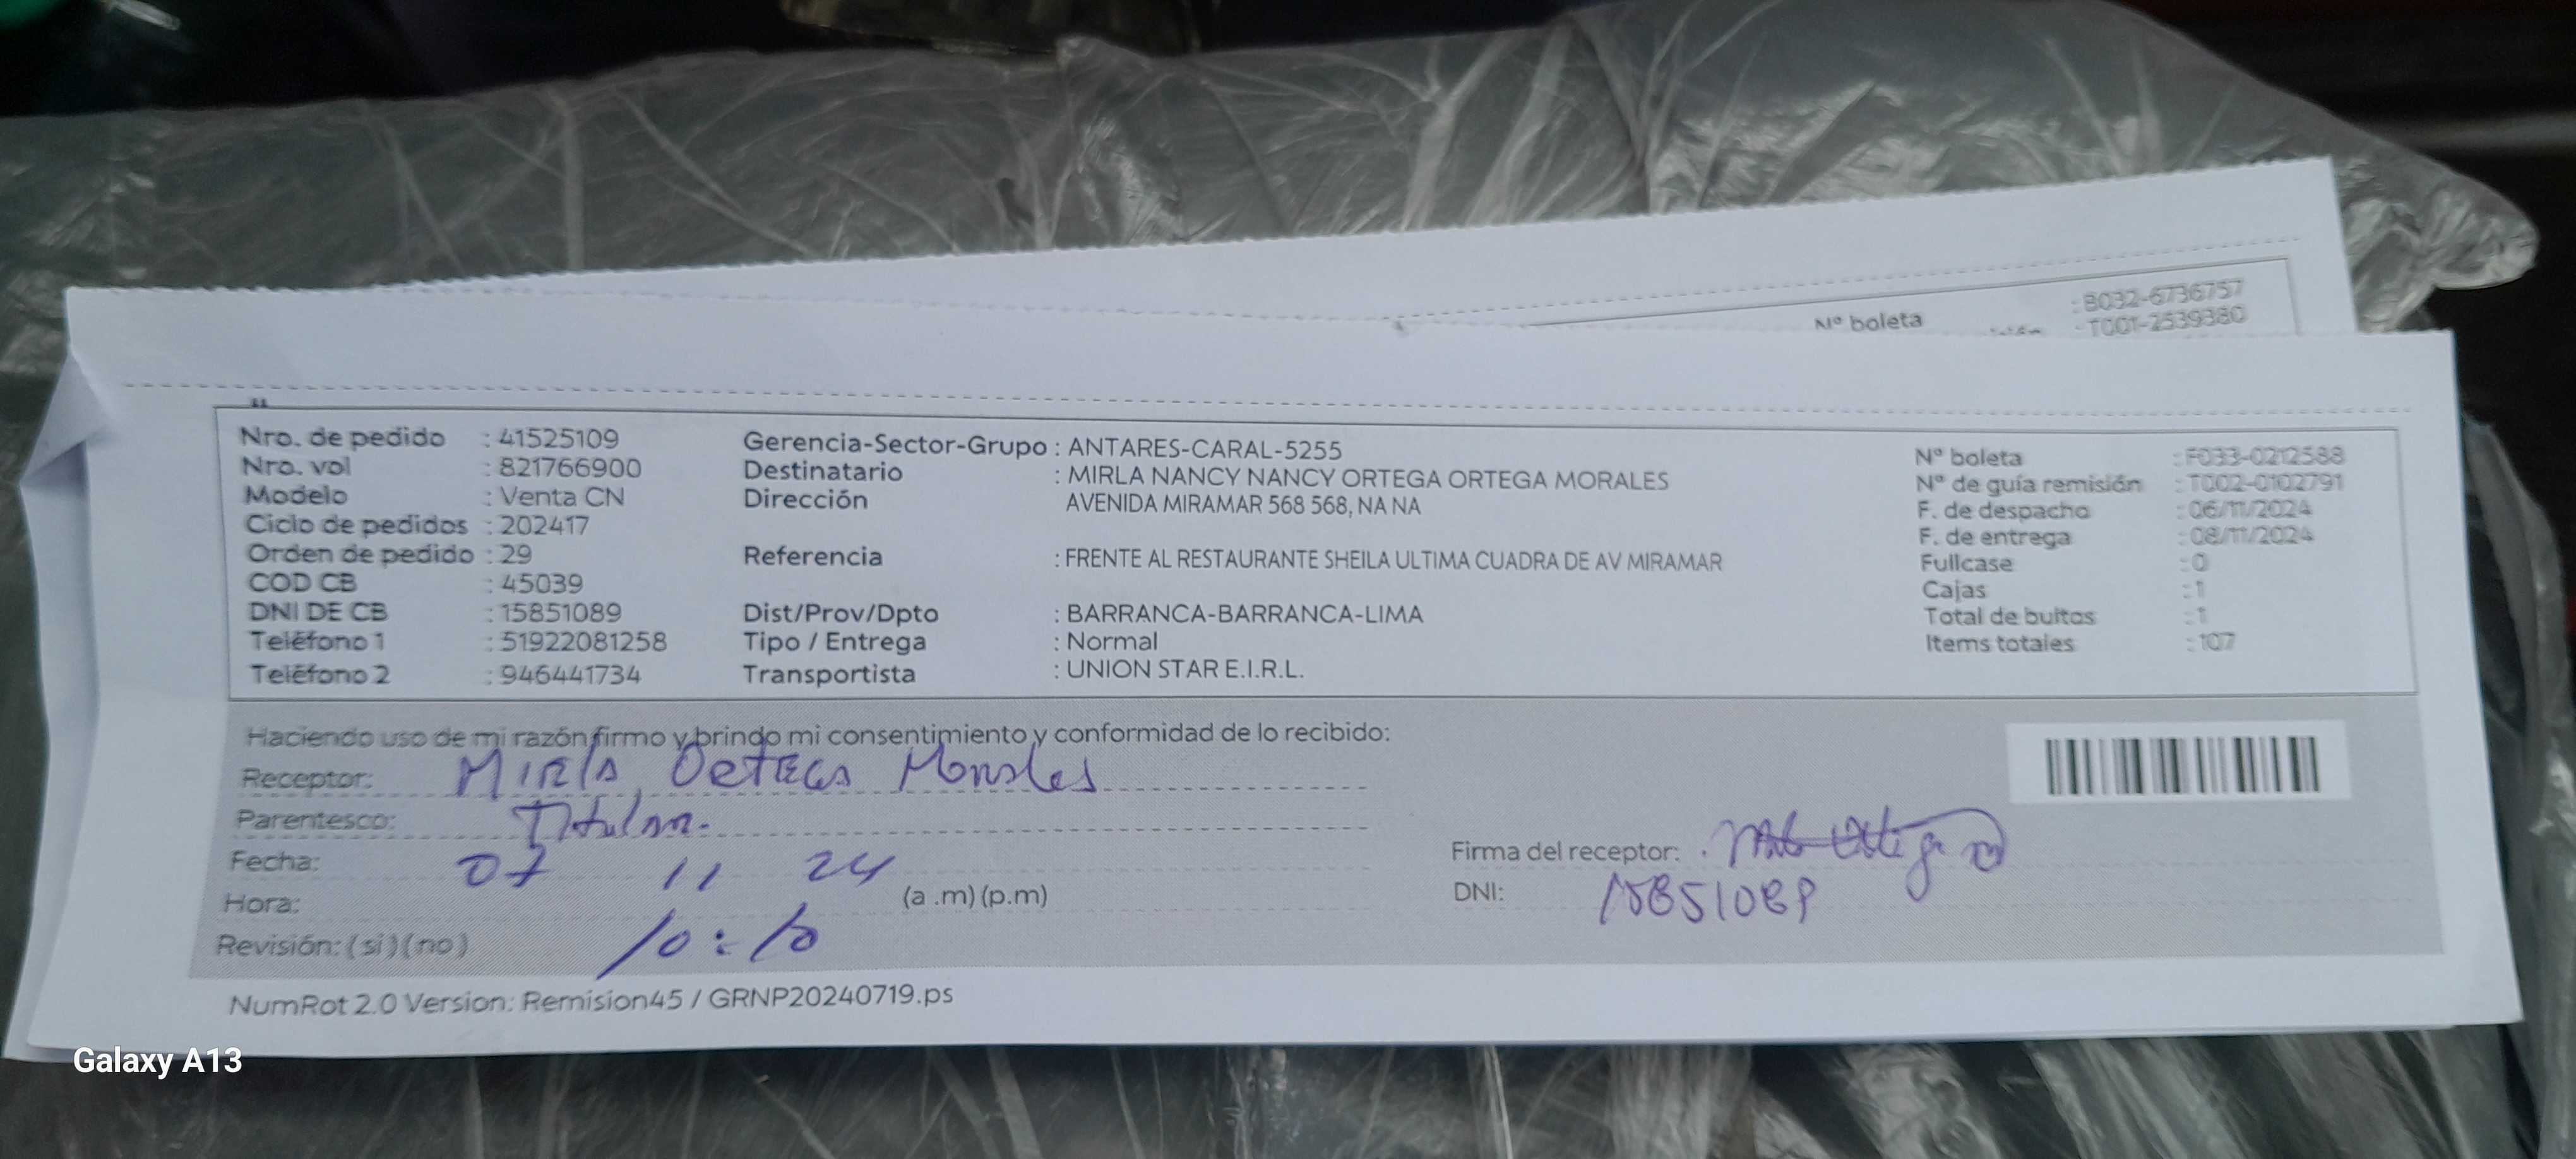 Nº boleta : B032-6736757
: T001-2539380
Nro. de pedido : 41525109
Nro. vol : 821766900
Modelo : Venta CN
Ciclo de pedidos : 202417
Orden de pedido : 29
COD CB : 45039
DNI DE CB : 15851089
Teléfono 1 : 51922081258
Teléfono 2 : 946441734
Gerencia-Sector-Grupo : ANTARES-CARAL-5255
Destinatario : MIRLA NANCY NANCY ORTEGA ORTEGA MORALES
Dirección AVENIDA MIRAMAR 568 568, NA NA
Referencia : FRENTE AL RESTAURANTE SHEILA ULTIMA CUADRA DE AV MIRAMAR
Dist/Prov/Dpto : BARRANCA-BARRANCA-LIMA
Tipo / Entrega : Normal
Transportista : UNION STAR E.I.R.L.
Nº boleta : F033-0212588
Nº de guía remisión : T002-0102791
F. de despacho : 06/11/2024
F. de entrega : 08/11/2024
Fullcase : 0
Cajas : 1
Total de bultos : 1
Items totales : 107
Haciendo uso de mi razón firmo y brindo mi consentimiento y conformidad de lo recibido:
Receptor: Mirla Ortega Morales
Parentesco: Titular.
Fecha: 07 11 24
Hora: 10:10 (a .m) (p.m)
Revisión: (si) (no)
Firma del receptor:
DNI: 15851089
NumRot 2.0 Version: Remision45 / GRNP20240719.ps
Galaxy A13